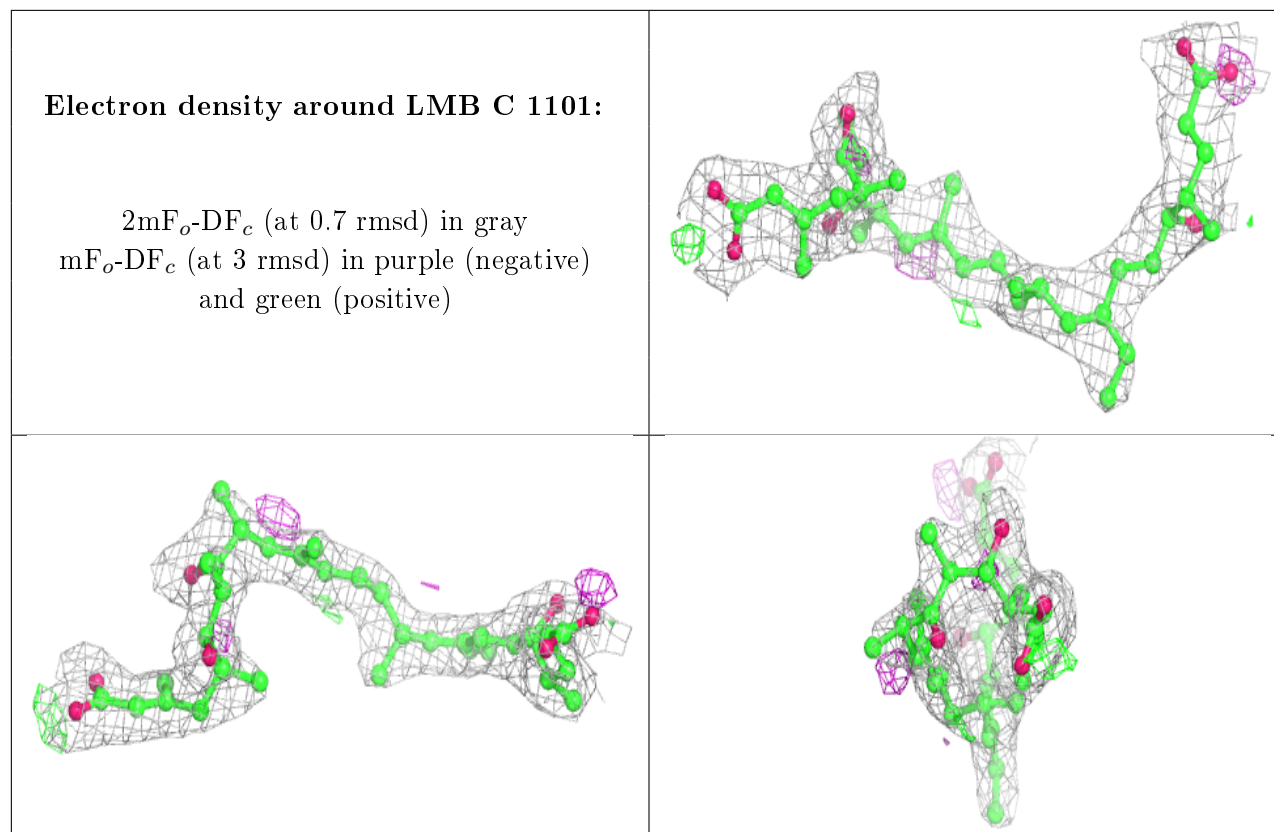 Electron density around LMB C 1101:
2mFo-DFc (at 0.7 rmsd) in gray
mFo-DFc (at 3 rmsd) in purple (negative)
and green (positive)